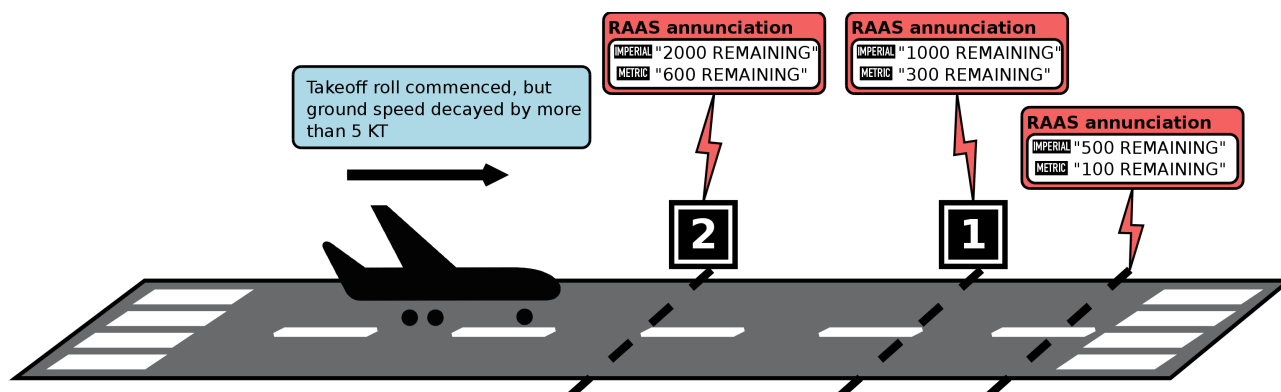 Takeoff roll commenced, but
ground speed decayed by more
than 5 KT
RAAS annunciation
IMPERIAL "2000 REMAINING"
METRIC "600 REMAINING"
RAAS annunciation
IMPERIAL "1000 REMAINING"
METRIC "300 REMAINING"
RAAS annunciation
IMPERIAL "500 REMAINING"
METRIC "100 REMAINING"
2
1